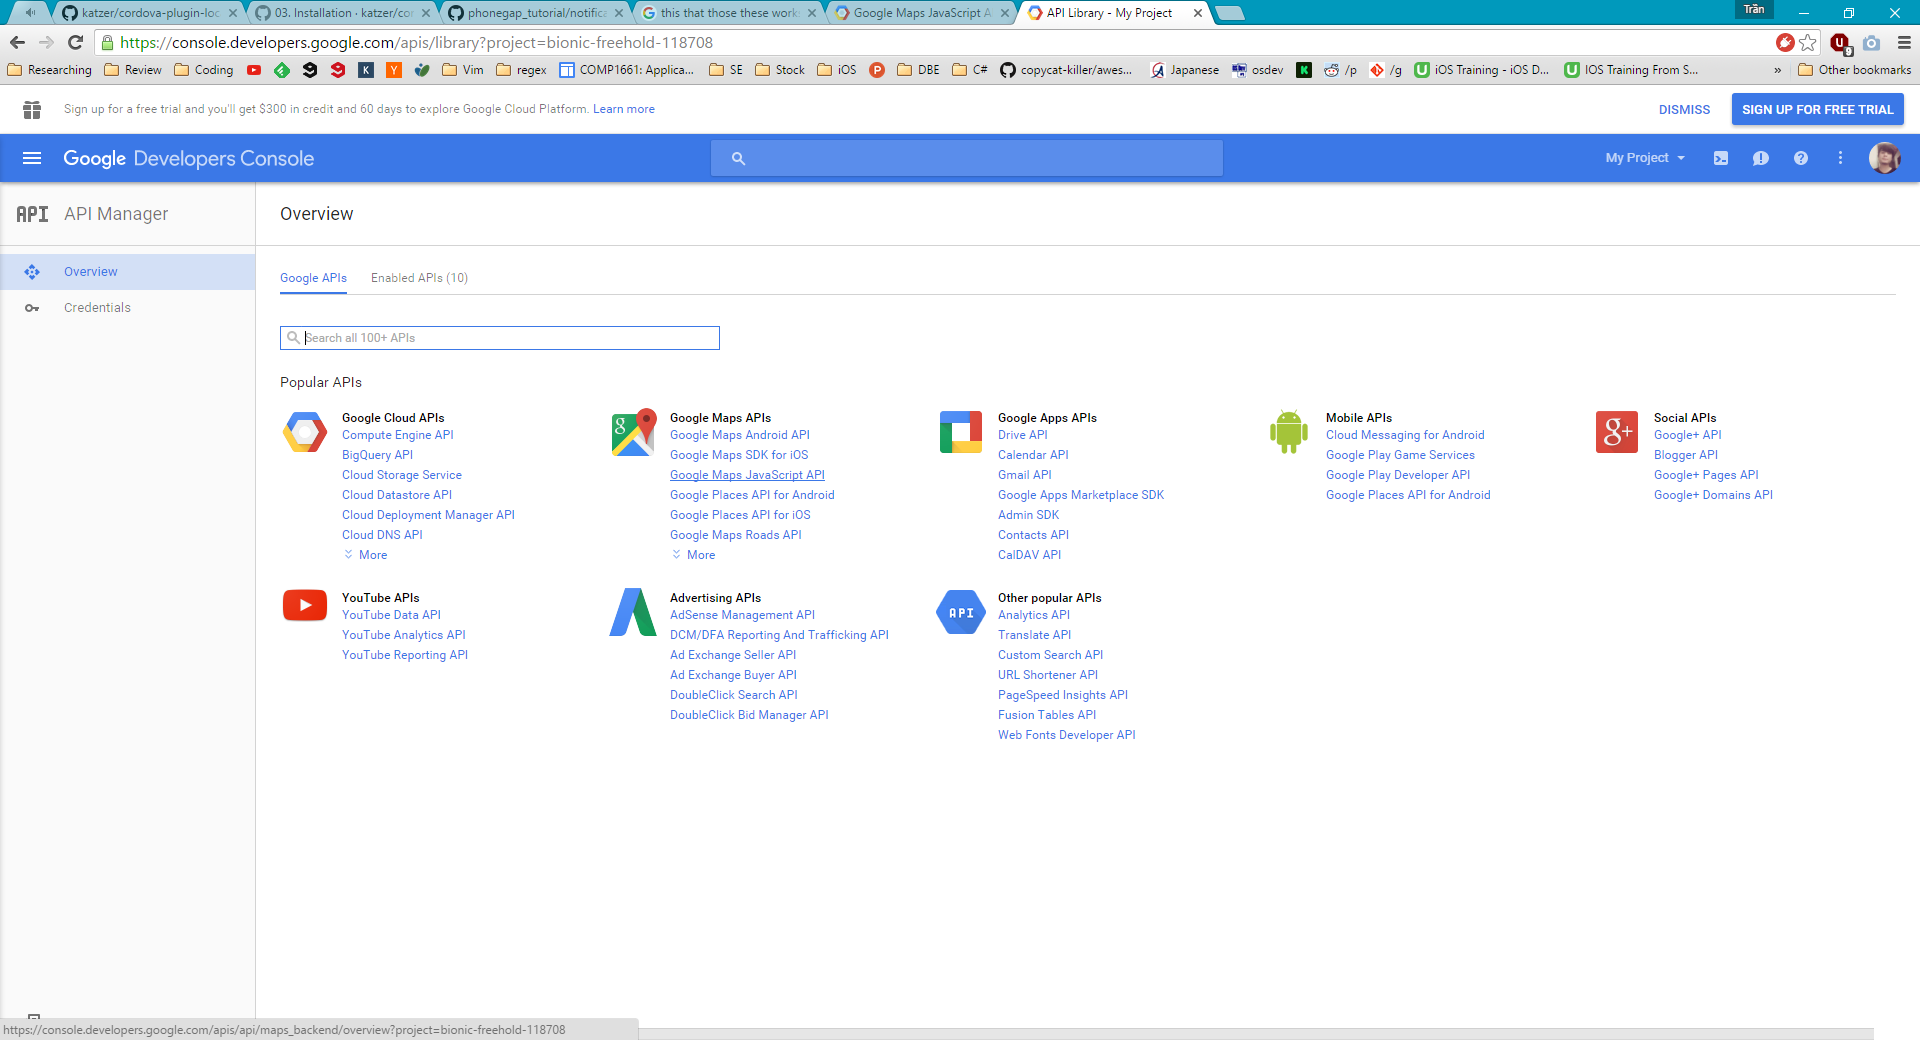 katzer/cordova-plugin-loc
03. Installation · katzer/cor
phonegap_tutorial/notifica
this that those these works
Google Maps JavaScript A
API Library - My Project
Trần
https://console.developers.google.com/apis/library?project=bionic-freehold-118708
Researching
Review
Coding
Vim
regex
COMP1661: Applica...
SE
Stock
iOS
DBE
C#
copycat-killer/awes...
Japanese
osdev
/p
/g
iOS Training - iOS D...
IOS Training From S...
»
Other bookmarks
Sign up for a free trial and you'll get $300 in credit and 60 days to explore Google Cloud Platform. Learn more
DISMISS
SIGN UP FOR FREE TRIAL
Google Developers Console
My Project
API API Manager
Overview
Overview
Credentials
Google APIs
Enabled APIs (10)
Search all 100+ APIs
Popular APIs
Google Cloud APIs
Compute Engine API
BigQuery API
Cloud Storage Service
Cloud Datastore API
Cloud Deployment Manager API
Cloud DNS API
More
Google Maps APIs
Google Maps Android API
Google Maps SDK for iOS
Google Maps JavaScript API
Google Places API for Android
Google Places API for iOS
Google Maps Roads API
More
Google Apps APIs
Drive API
Calendar API
Gmail API
Google Apps Marketplace SDK
Admin SDK
Contacts API
CalDAV API
Mobile APIs
Cloud Messaging for Android
Google Play Game Services
Google Play Developer API
Google Places API for Android
g+
Social APIs
Google+ API
Blogger API
Google+ Pages API
Google+ Domains API
YouTube APIs
YouTube Data API
YouTube Analytics API
YouTube Reporting API
Advertising APIs
AdSense Management API
DCM/DFA Reporting And Trafficking API
Ad Exchange Seller API
Ad Exchange Buyer API
DoubleClick Search API
DoubleClick Bid Manager API
API
Other popular APIs
Analytics API
Translate API
Custom Search API
URL Shortener API
PageSpeed Insights API
Fusion Tables API
Web Fonts Developer API
https://console.developers.google.com/apis/api/maps_backend/overview?project=bionic-freehold-118708